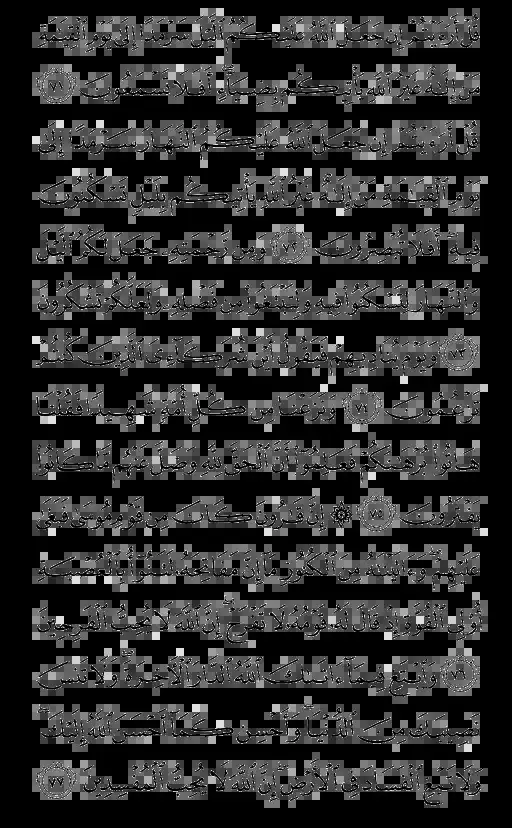 قُلْ أَرَءَيْتُمْ إِن جَعَلَ ٱللَّهُ عَلَيْكُمُ ٱلَّيْلَ سَرْمَدًا إِلَىٰ يَوْمِ ٱلْقِيَٰمَةِ
مَنْ إِلَٰهٌ غَيْرُ ٱللَّهِ يَأْتِيكُم بِضِيَآءٍ أَفَلَا تَسْمَعُونَ ٧١
قُلْ أَرَءَيْتُمْ إِن جَعَلَ ٱللَّهُ عَلَيْكُمُ ٱلنَّهَارَ سَرْمَدًا إِلَىٰ
يَوْمِ ٱلْقِيَٰمَةِ مَنْ إِلَٰهٌ غَيْرُ ٱللَّهِ يَأْتِيكُم بِلَيْلٍ تَسْكُنُونَ
فِيهِ أَفَلَا تُبْصِرُونَ ٧٢ وَمِن رَّحْمَتِهِۦ جَعَلَ لَكُمُ ٱلَّيْلَ
وَٱلنَّهَارَ لِتَسْكُنُوا۟ فِيهِ وَلِتَبْتَغُوا۟ مِن فَضْلِهِۦ وَلَعَلَّكُمْ تَشْكُرُونَ
٧٣ وَيَوْمَ يُنَادِيهِمْ فَيَقُولُ أَيْنَ شُرَكَآءِىَ ٱلَّذِينَ كُنتُمْ
تَزْعُمُونَ ٧٤ وَنَزَعْنَا مِن كُلِّ أُمَّةٍ شَهِيدًا فَقُلْنَا
هَاتُوا۟ بُرْهَٰنَكُمْ فَعَلِمُوٓا۟ أَنَّ ٱلْحَقَّ لِلَّهِ وَضَلَّ عَنْهُم مَّا كَانُوا۟
يَفْتَرُونَ ٧٥ ۞ إِنَّ قَٰرُونَ كَانَ مِن قَوْمِ مُوسَىٰ فَبَغَىٰ
عَلَيْهِمْ وَءَاتَيْنَٰهُ مِنَ ٱلْكُنُوزِ مَآ إِنَّ مَفَاتِحَهُۥ لَتَنُوٓأُ بِٱلْعُصْبَةِ
أُو۟لِى ٱلْقُوَّةِ إِذْ قَالَ لَهُۥ قَوْمُهُۥ لَا تَفْرَحْ إِنَّ ٱللَّهَ لَا يُحِبُّ ٱلْفَرِحِينَ
٧٦ وَٱبْتَغِ فِيمَآ ءَاتَىٰكَ ٱللَّهُ ٱلدَّارَ ٱلْءَاخِرَةَ وَلَا تَنسَ
نَصِيبَكَ مِنَ ٱلدُّنْيَا وَأَحْسِن كَمَآ أَحْسَنَ ٱللَّهُ إِلَيْكَ
وَلَا تَبْغِ ٱلْفَسَادَ فِى ٱلْأَرْضِ إِنَّ ٱللَّهَ لَا يُحِبُّ ٱلْمُفْسِدِينَ ٧٧